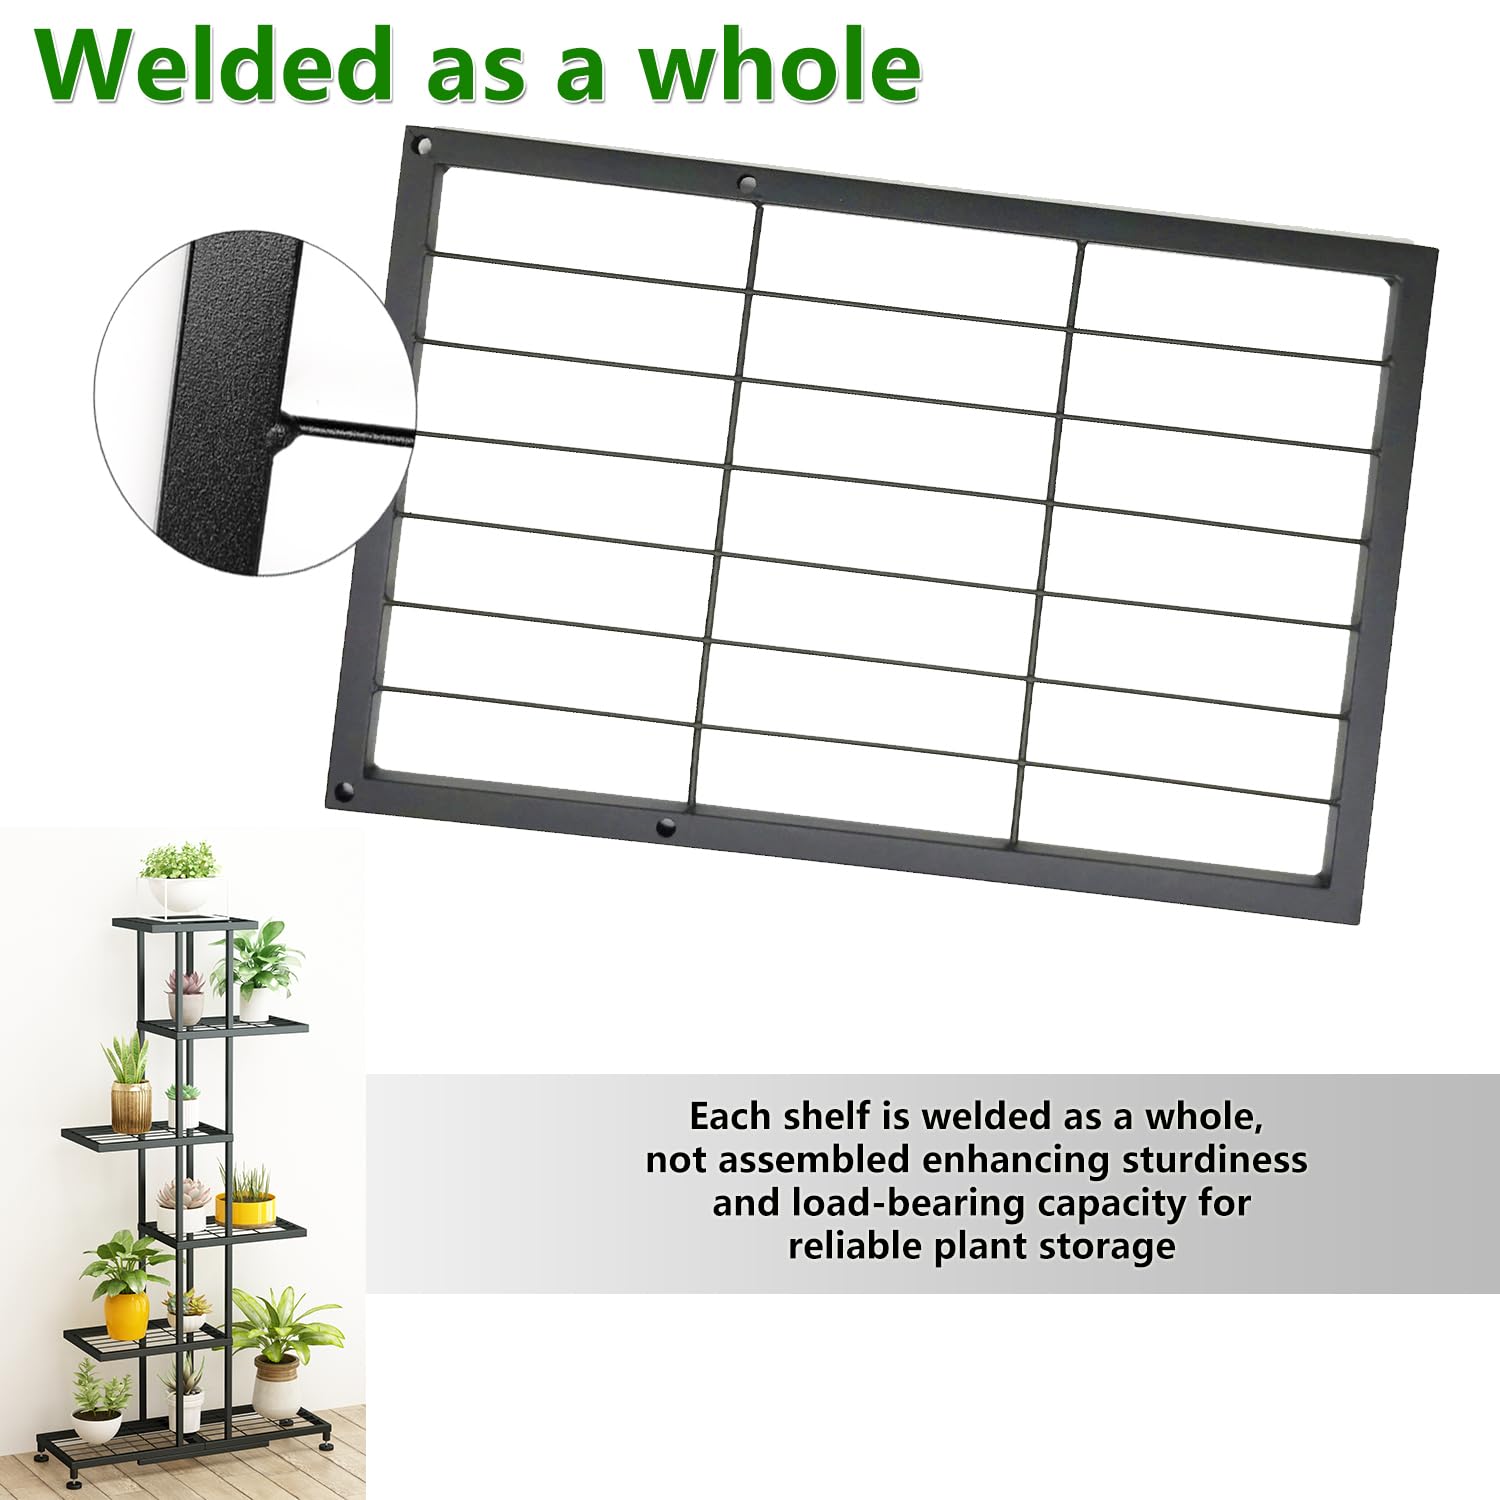 Welded as a whole
Each shelf is welded as a whole,
not assembled enhancing sturdiness
and load-bearing capacity for
reliable plant storage